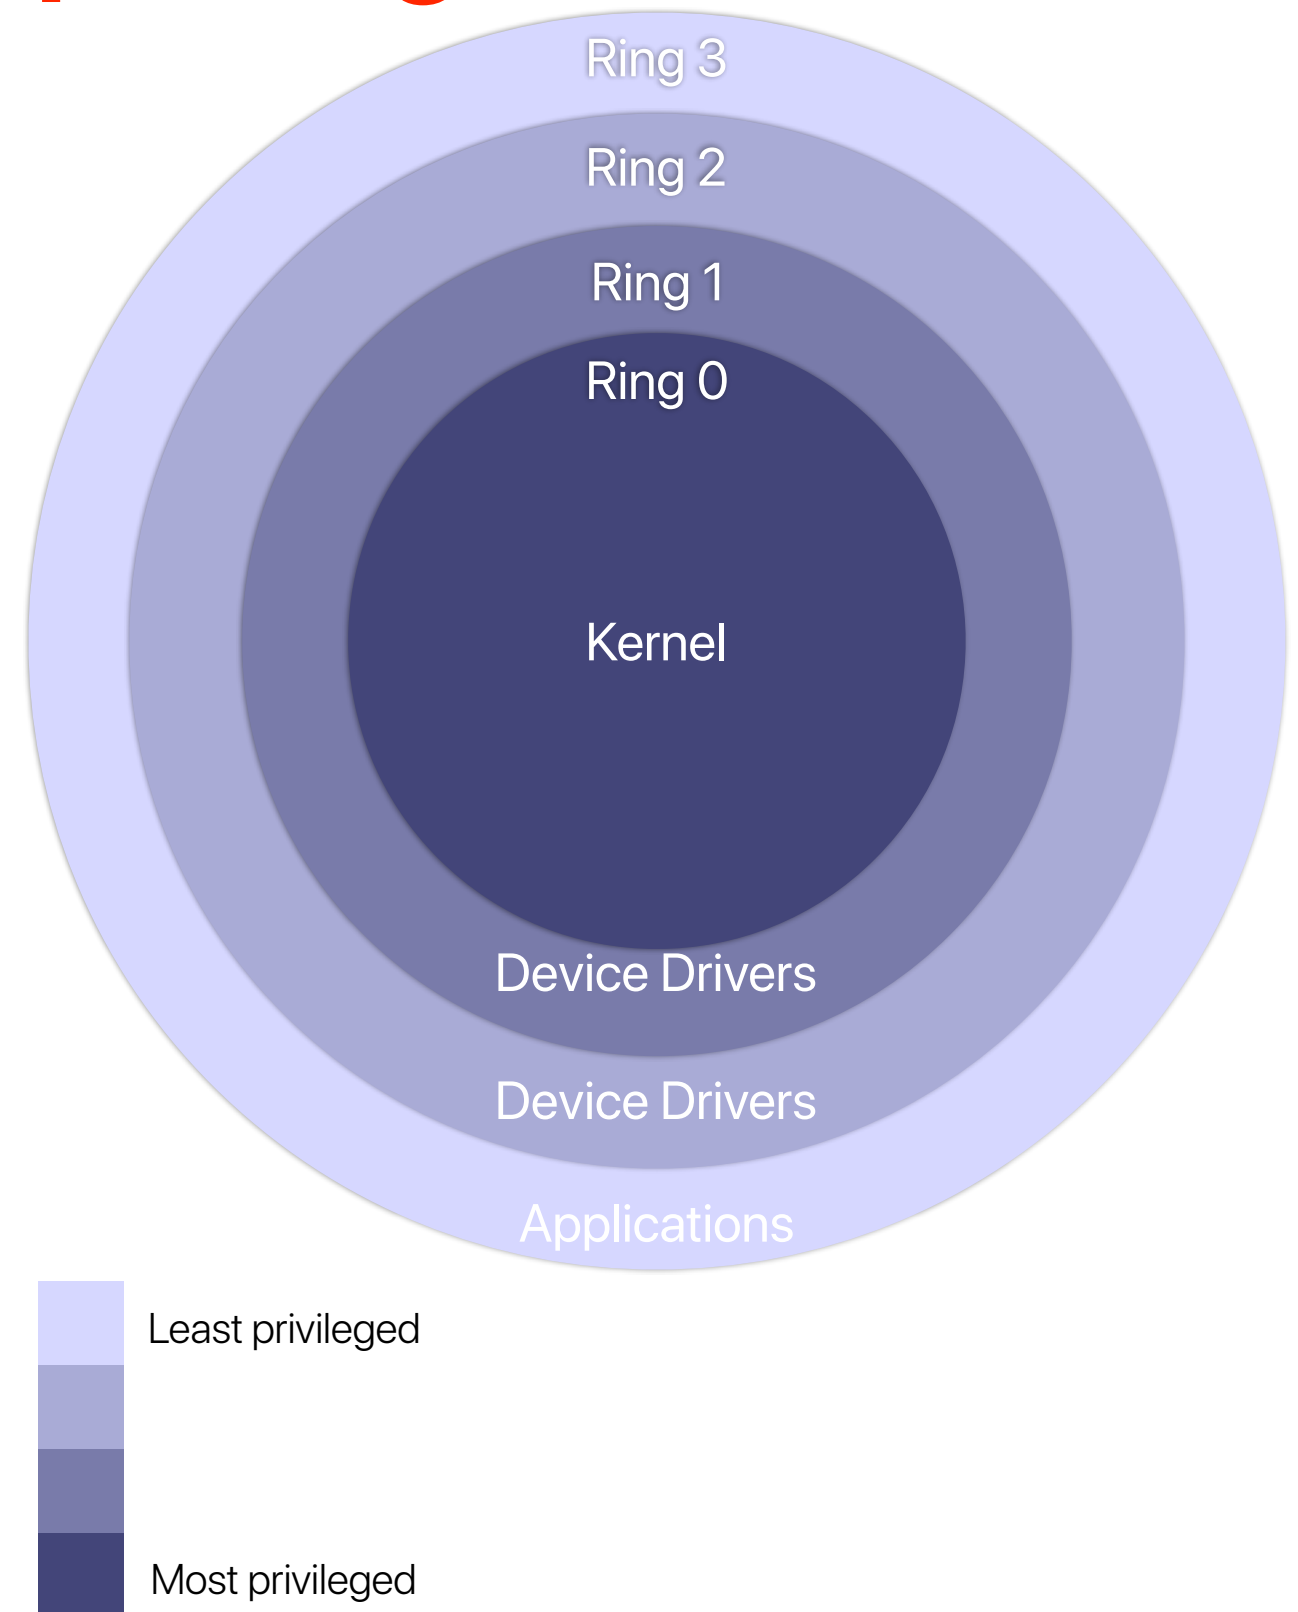 Ring 3
Ring 2
Ring 1
Ring 0
Kernel
Device Drivers
Device Drivers
Applications
Least privileged
Most privileged